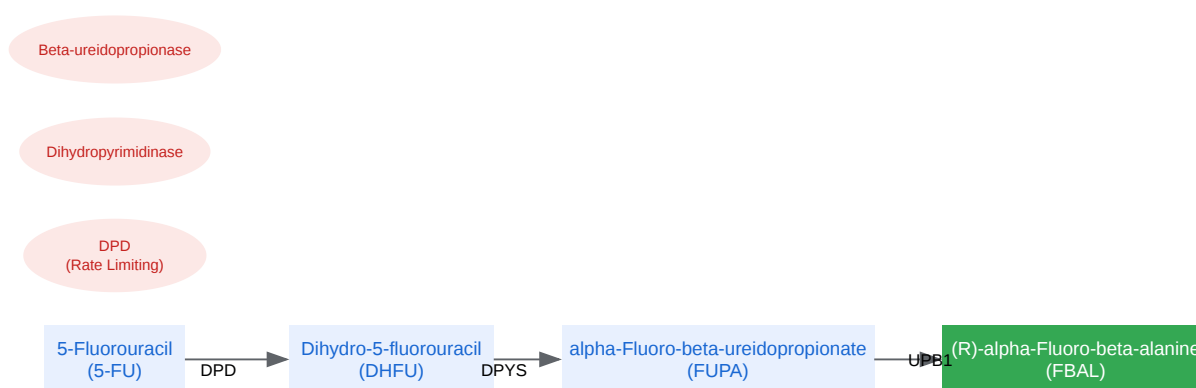 Beta-ureidopropionase
Dihydropyrimidinase
DPD
(Rate Limiting)
5-Fluorouracil
(5-FU)
DPD
Dihydro-5-fluorouracil
(DHFU)
DPYS
alpha-Fluoro-beta-ureidopropionate
(FUPA)
UPB1
(R)-alpha-Fluoro-beta-alanine
(FBAL)